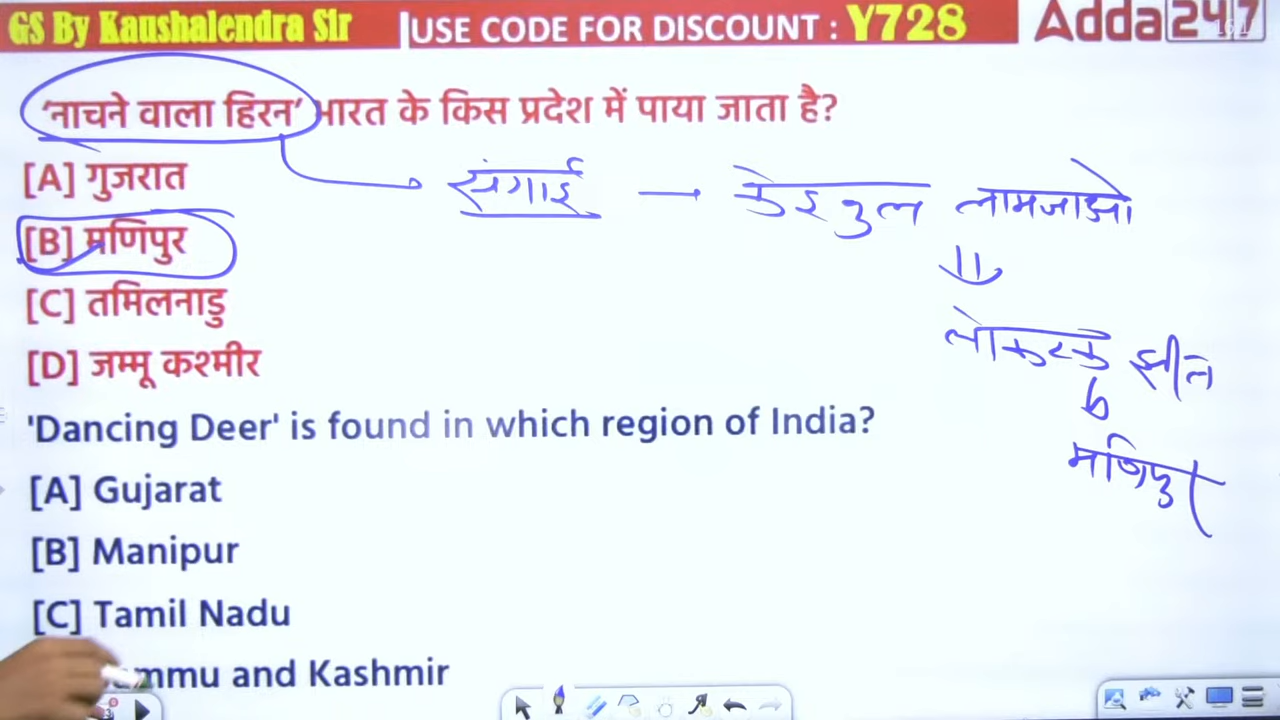 GS By Kaushalendra Sir
USE CODE FOR DISCOUNT : Y728
Adda247
'नाचने वाला हिरन' भारत के किस प्रदेश में पाया जाता है?
[A] गुजरात
संगाई → केइबुल लामजाओ
[B] मणिपुर
[C] तमिलनाडु
लोकटक झील
[D] जम्मू कश्मीर
'Dancing Deer' is found in which region of India?
मणिपुर
[A] Gujarat
[B] Manipur
[C] Tamil Nadu
ammu and Kashmir